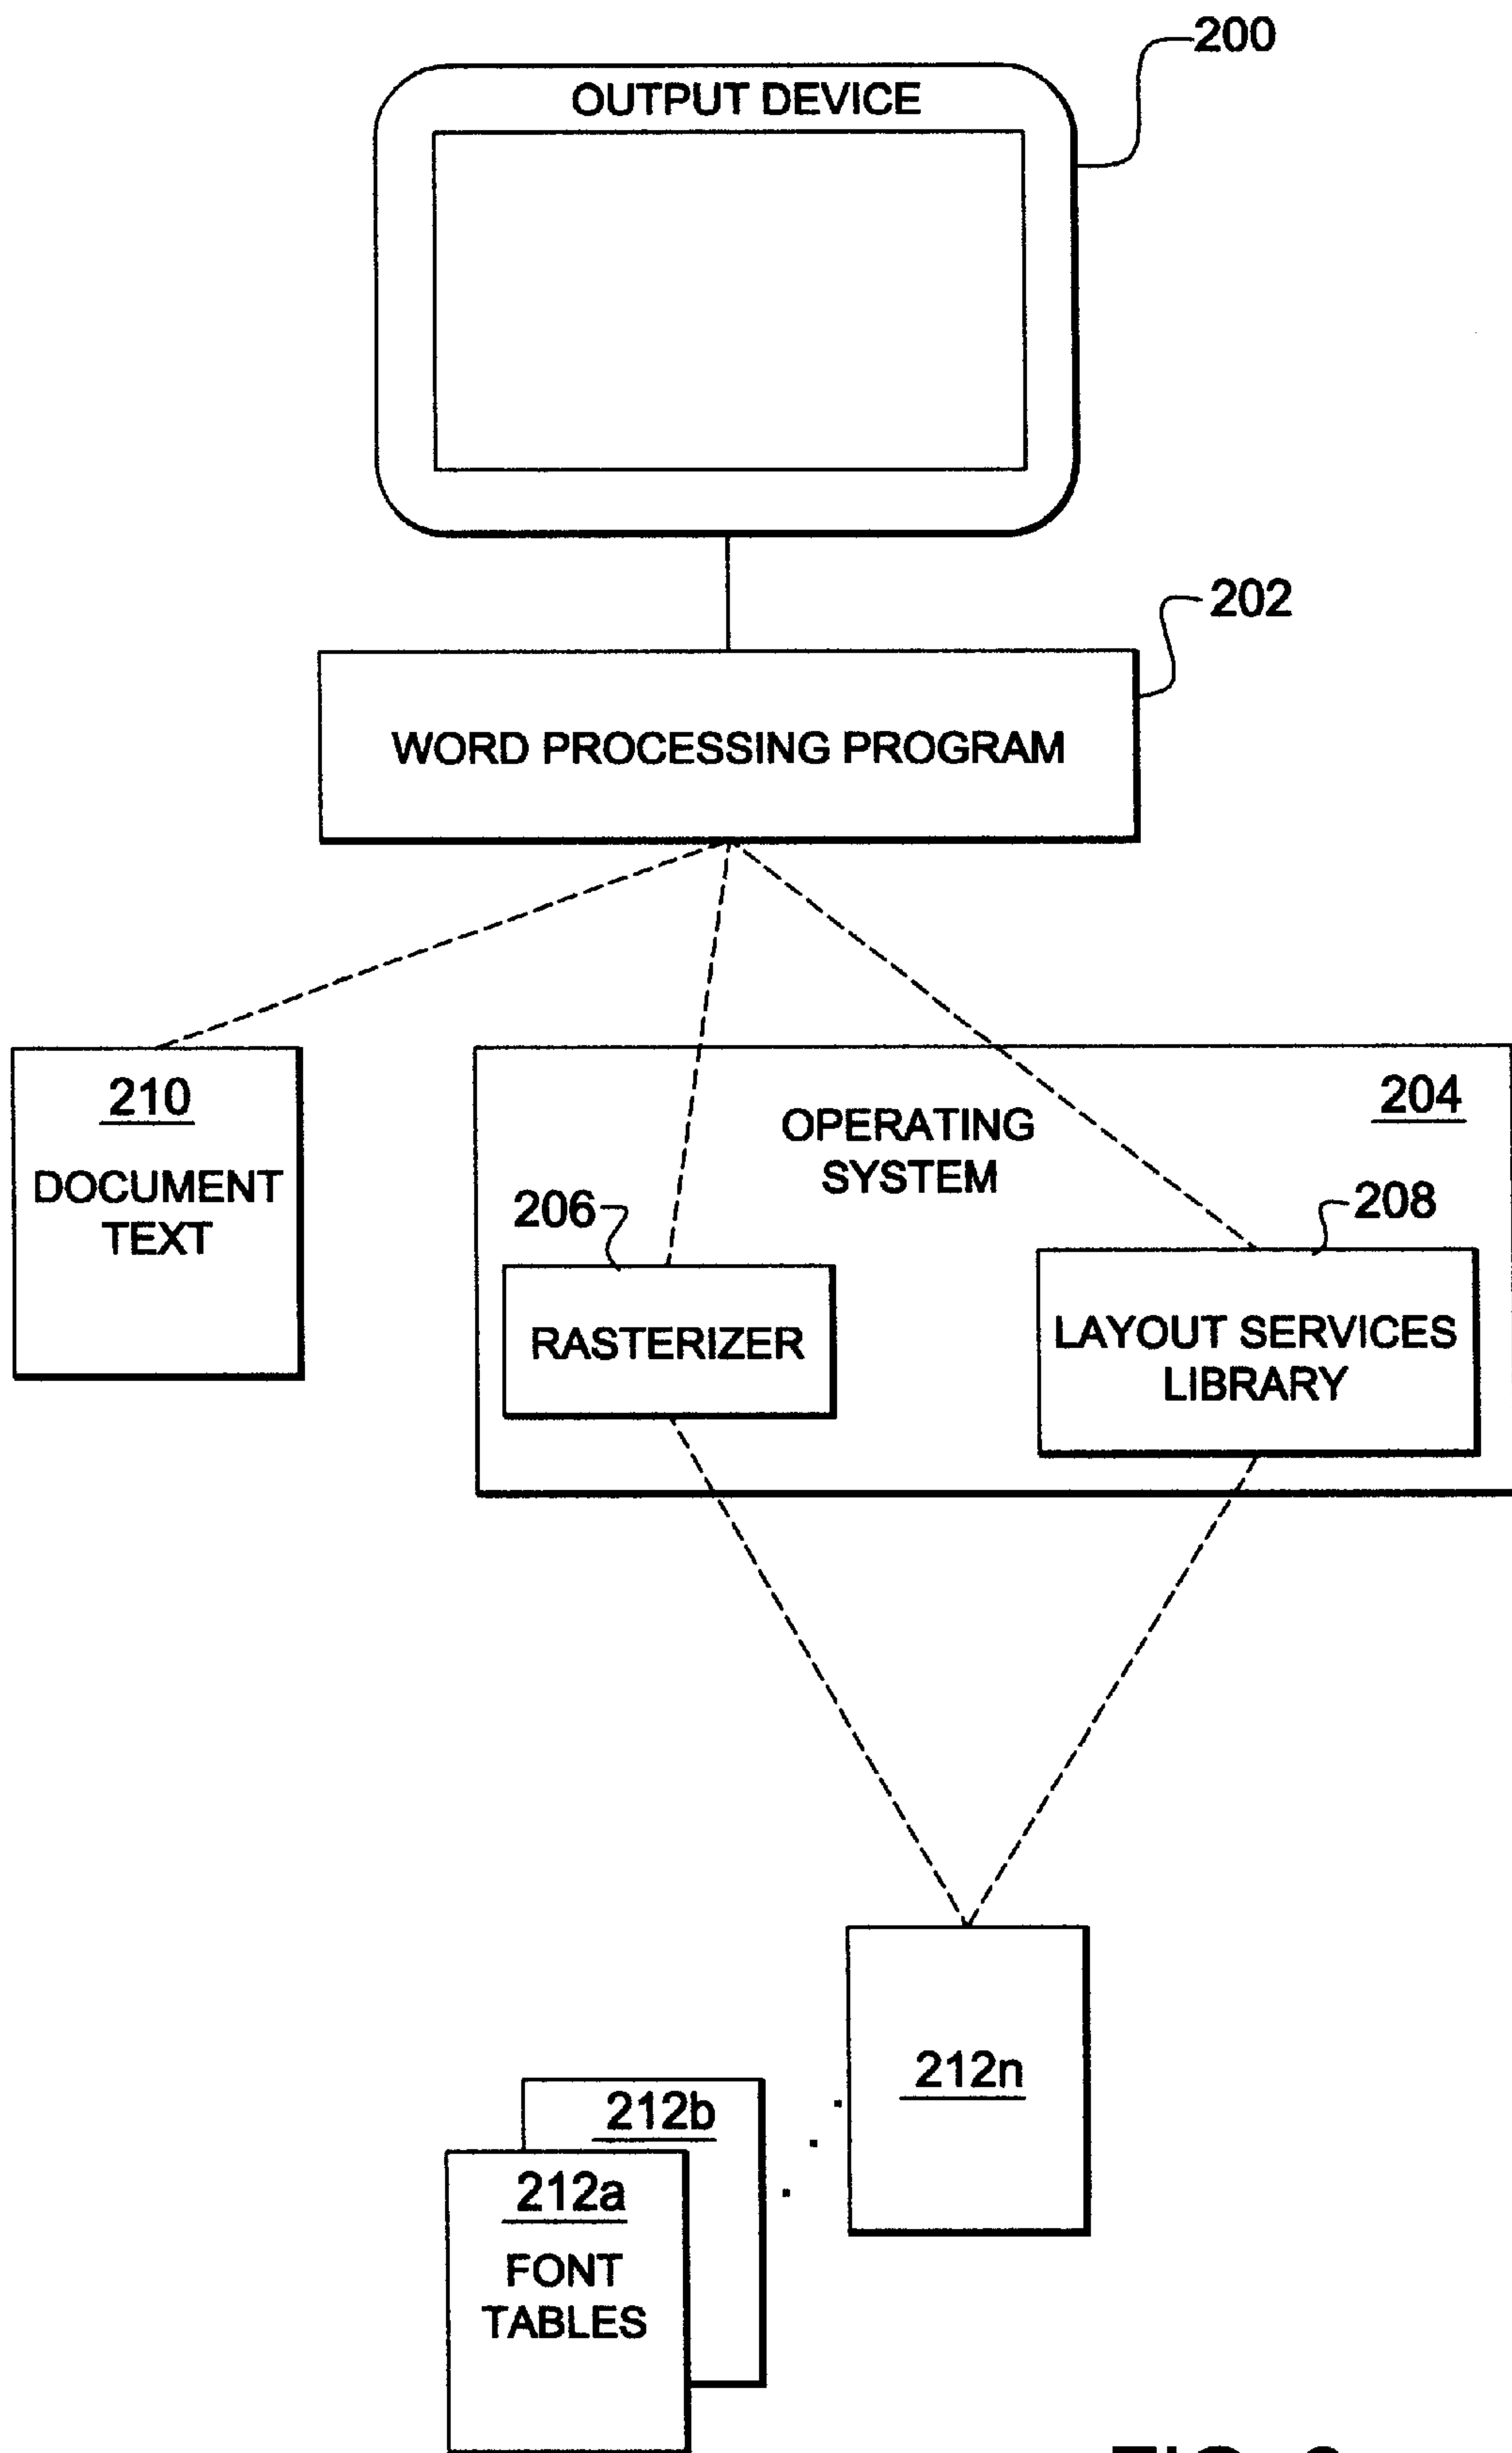 200
OUTPUT DEVICE
202
WORD PROCESSING PROGRAM
210
DOCUMENT
TEXT
204
OPERATING
SYSTEM
206
208
RASTERIZER
LAYOUT SERVICES
LIBRARY
212n
212b
212a
FONT
TABLES